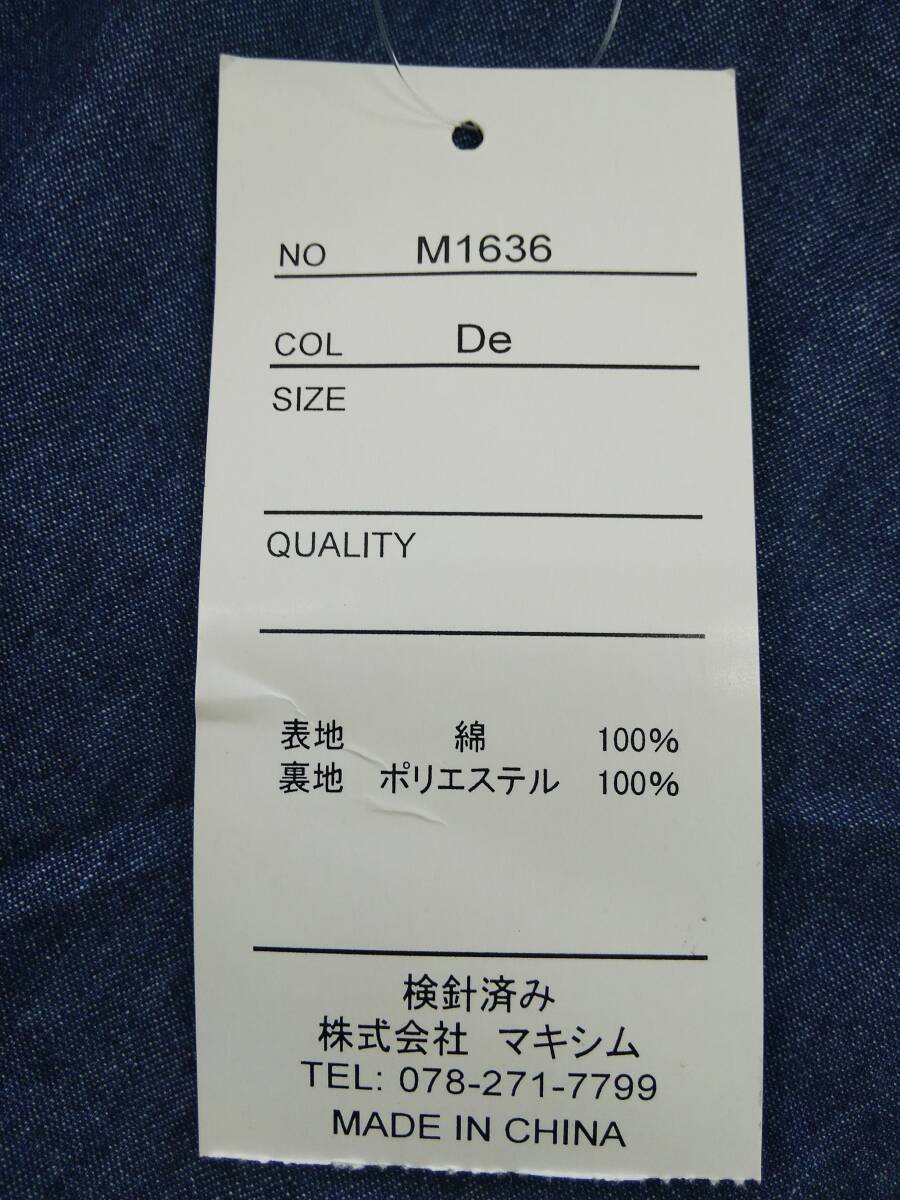 NO M1636
COL De
SIZE
QUALITY
表地 綿 100%
裏地 ポリエステル 100%
検針済み
株式会社 マキシム
TEL: 078-271-7799
MADE IN CHINA